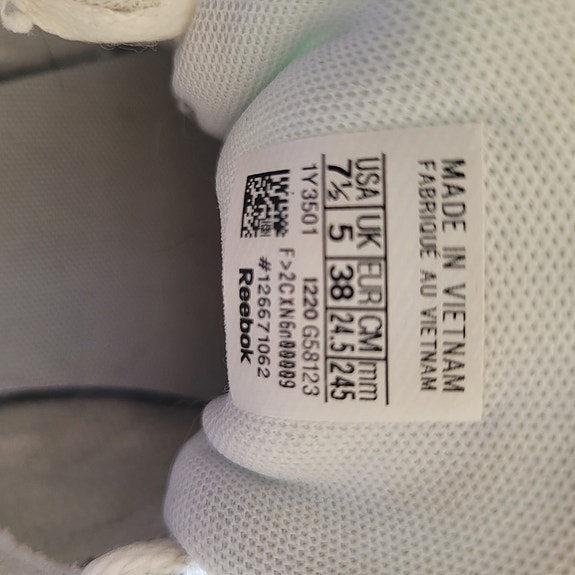 MADE IN VIETNAM
FABRIQUÉ AU VIETNAM
USA UK EUR CM mm
7½ 5 38 24.5 245
1Y3501 1220 G58123
F>2CXN6n00009
#126671062
Reebok